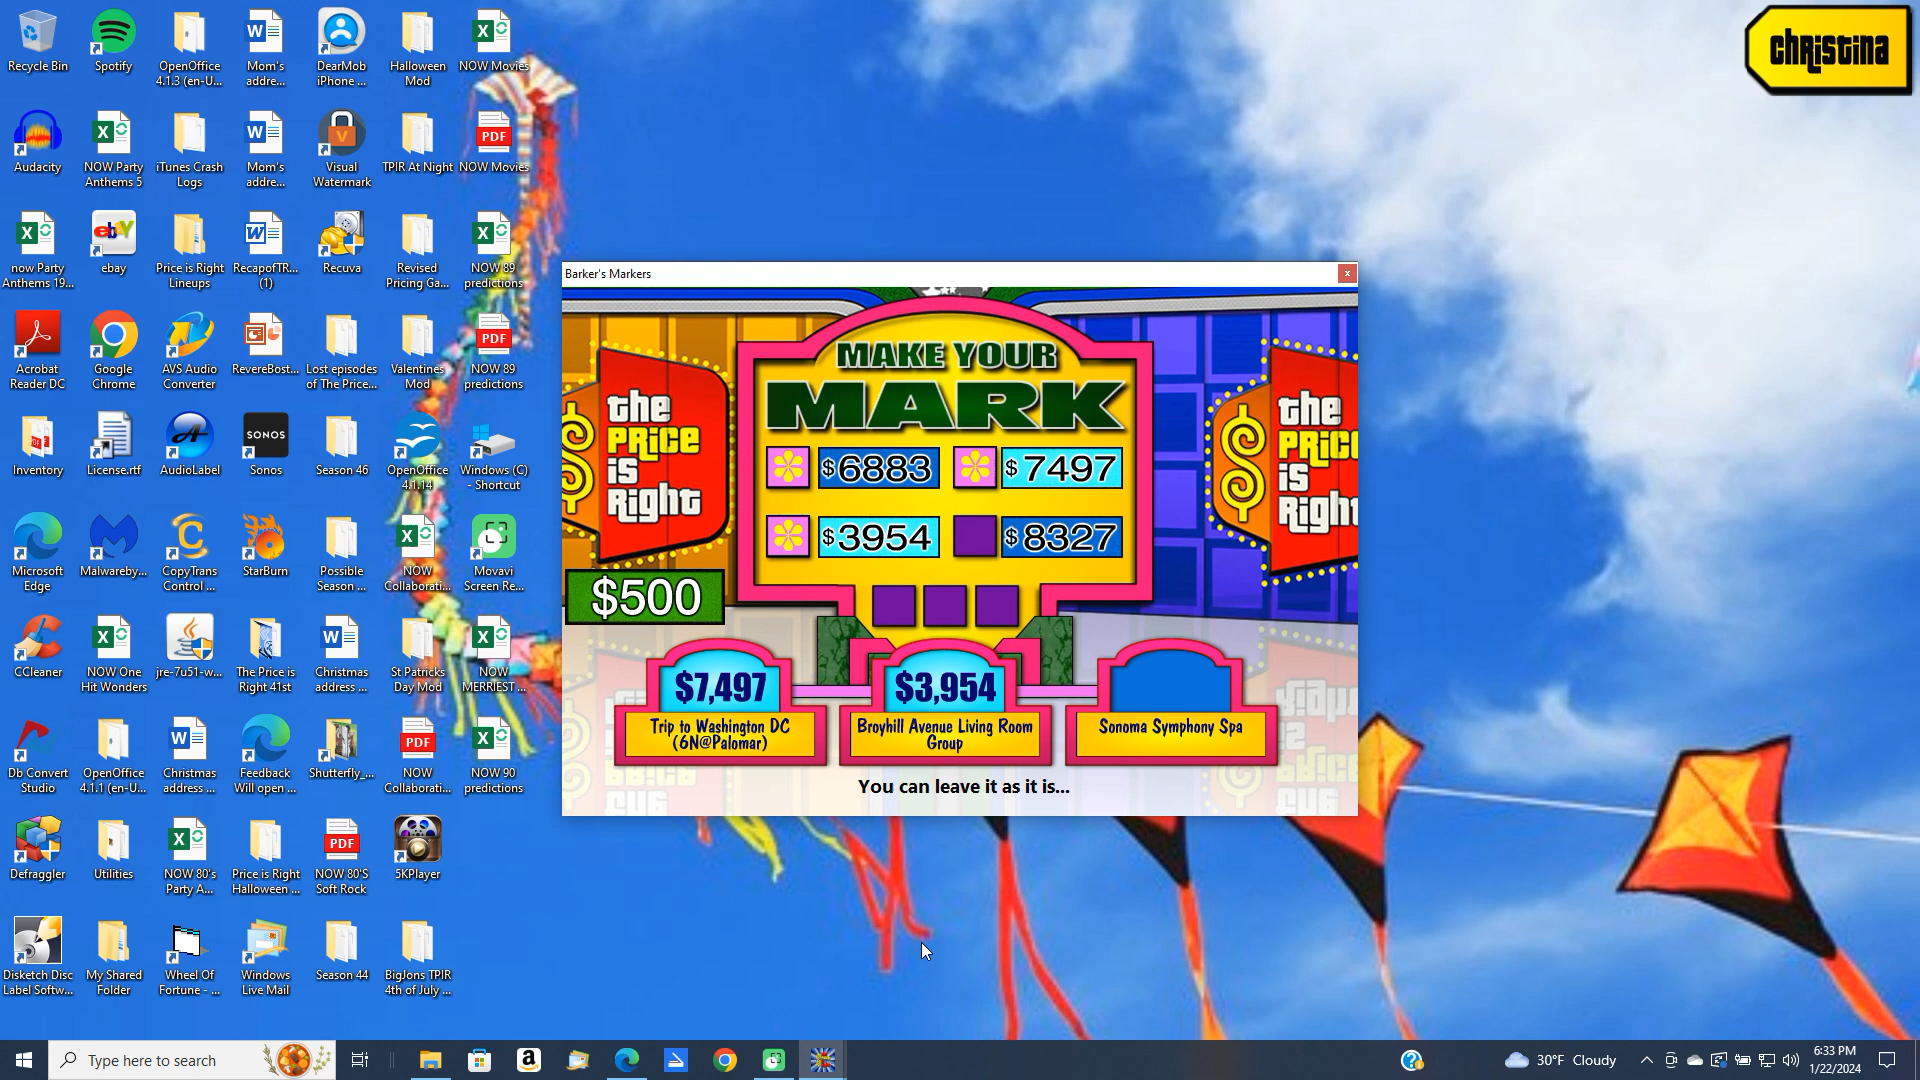 Recycle Bin
Spotify
OpenOffice
4.1.3 (en-U...
Mom's
addre...
DearMob
iPhone ...
Halloween
Mod
NOW Movies
Christina
Audacity
NOW Party
Anthems 5
iTunes Crash
Logs
Mom's
addre...
Visual
Watermark
TPIR At Night
PDF
NOW Movies
now Party
Anthems 19...
ebay
ebay
Price is Right
Lineups
RecapofTR...
(1)
Recuva
Revised
Pricing Ga...
NOW 89
predictions
Acrobat
Reader DC
Google
Chrome
AVS Audio
Converter
RevereBost...
Lost episodes
of The Price...
Valentines
Mod
PDF
NOW 89
predictions
Inventory
License.rtf
AudioLabel
SONOS
Sonos
Season 46
OpenOffice
4.1.14
Windows (C)
- Shortcut
Microsoft
Edge
Malwareby...
CopyTrans
Control ...
StarBurn
Possible
Season ...
NOW
Collaborati...
Movavi
Screen Re...
CCleaner
NOW One
Hit Wonders
jre-7u51-w...
The Price is
Right 41st
Christmas
address ...
St Patricks
Day Mod
NOW
MERRIEST ...
Db Convert
Studio
OpenOffice
4.1.1 (en-U...
Christmas
address ...
Feedback
Will open ...
Shutterfly_...
PDF
NOW
Collaborati...
NOW 90
predictions
Defraggler
Utilities
NOW 80'S
Party A...
Price is Right
Halloween ...
PDF
NOW 80'S
Soft Rock
5KPlayer
Disketch Disc
Label Softw...
My Shared
Folder
Wheel Of
Fortune - ...
Windows
Live Mail
Season 44
BigJons TPIR
4th of July ...
Barker's Markers
x
MAKE YOUR
MARK
the
PRiCE
is
Right
the
PRiCE
is
Right
$6883
$7497
$3954
$8327
$500
$7,497
$3,954
Trip to Washington DC
(6N@Palomar)
Broyhill Avenue Living Room
Group
Sonoma Symphony Spa
You can leave it as it is...
Type here to search
30°F Cloudy
6:33 PM
1/22/2024